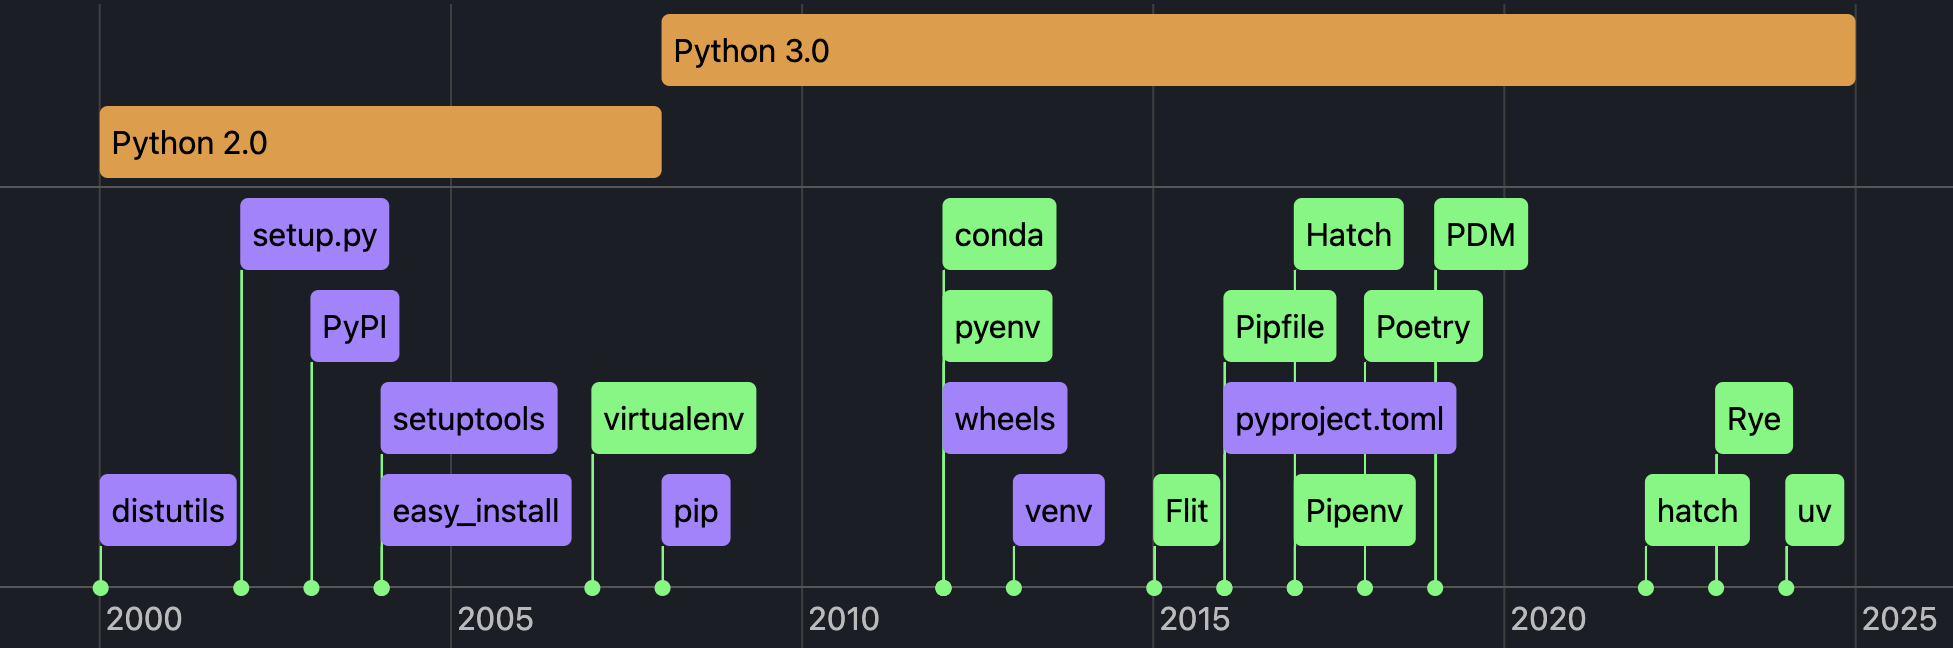 Python 3.0
Python 2.0
setup.py
conda
Hatch
PDM
PyPI
pyenv
Pipfile
Poetry
setuptools
virtualenv
wheels
pyproject.toml
Rye
distutils
easy_install
pip
venv
Flit
Pipenv
hatch
uv
2000
2005
2010
2015
2020
2025